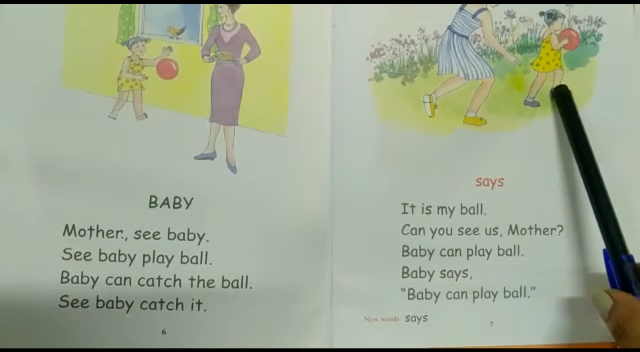 BABY
Mother, see baby.
See baby play ball.
Baby can catch the ball.
See baby catch it.
6
says
It is my ball.
Can you see us, Mother?
Baby can play ball.
Baby says,
"Baby can play ball."
New words says
7